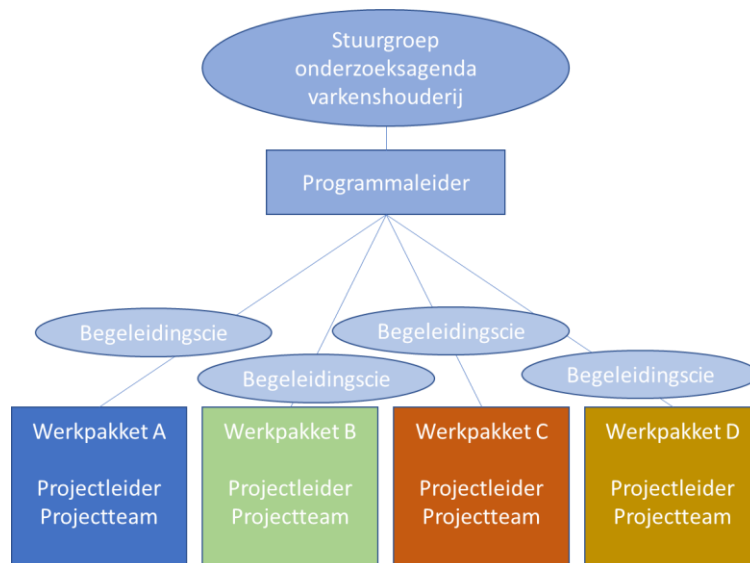 Stuurgroep
onderzoeksagenda
varkenshouderij
Programmaleider
Begeleidingscie
Begeleidingscie
Begeleidingscie
Begeleidingscie
Werkpakket A
Projectleider
Projectteam
Werkpakket B
Projectleider
Projectteam
Werkpakket C
Projectleider
Projectteam
Werkpakket D
Projectleider
Projectteam